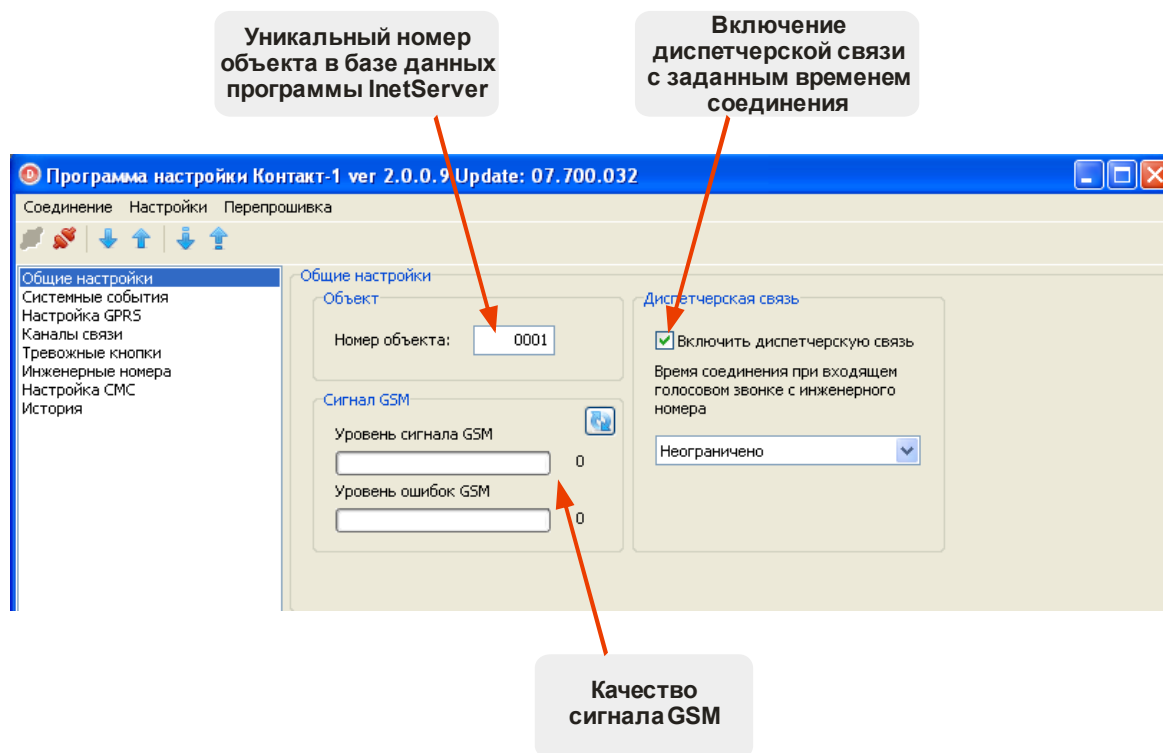 Уникальный номер
объекта в базе данных
программы InetServer
Включение
диспетчерской связи
с заданным временем
соединения
Программа настройки Контакт-1 ver 2.0.0.9 Update: 07.700.032
Соединение Настройки Перепрошивка
Общие настройки
Системные события
Настройка GPRS
Каналы связи
Тревожные кнопки
Инженерные номера
Настройка СМС
История
Общие настройки
Объект
Номер объекта: 0001
Сигнал GSM
Уровень сигнала GSM
0
Уровень ошибок GSM
0
Диспетчерская связь
Включить диспетчерскую связь
Время соединения при входящем
голосовом звонке с инженерного
номера
Неограничено
Качество
сигнала GSM